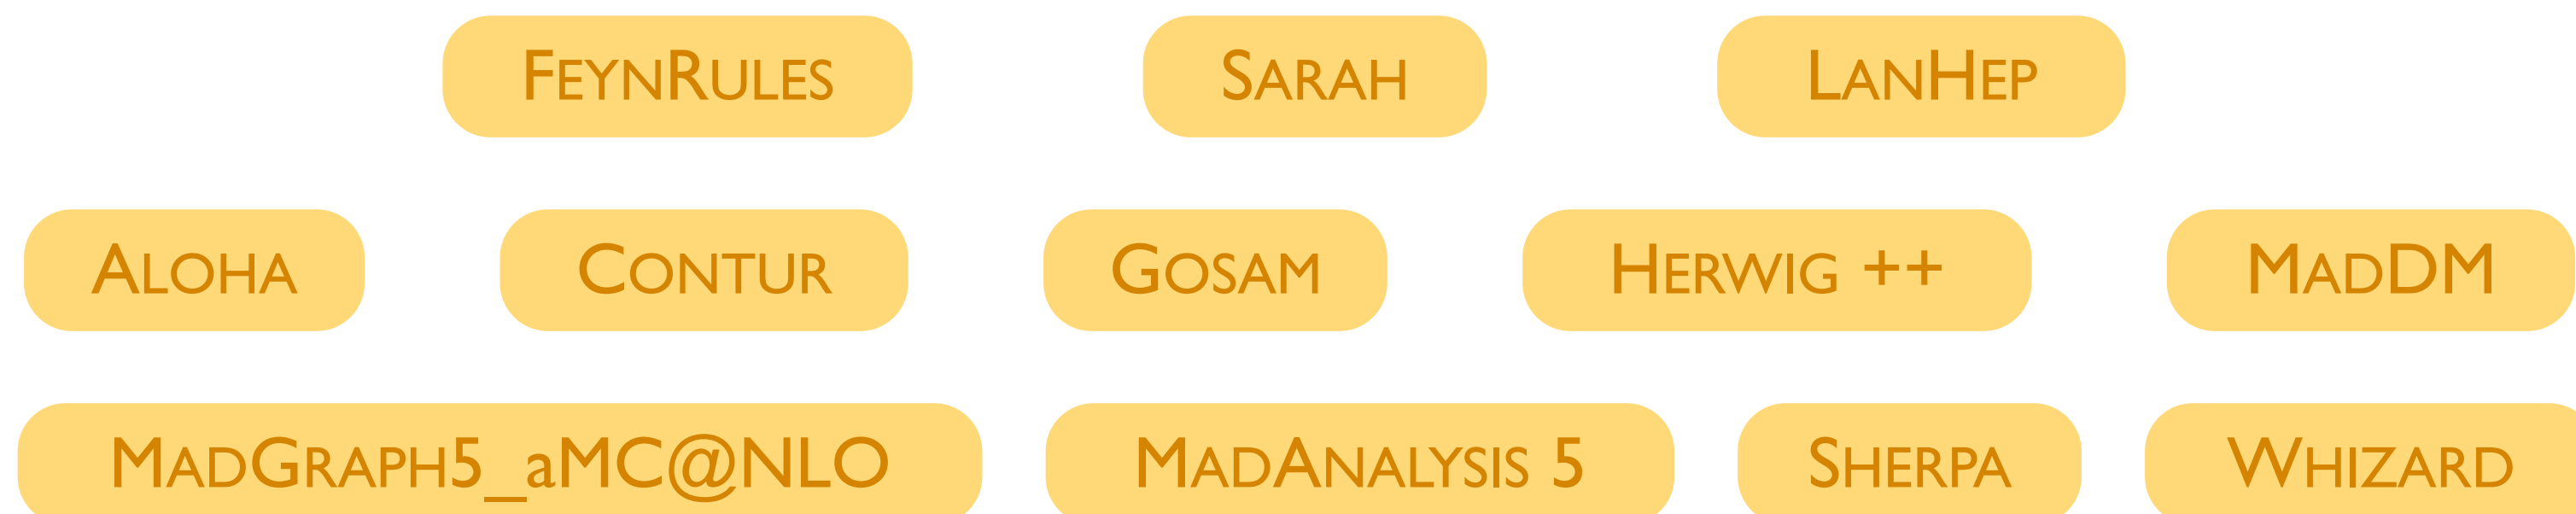 FEYNRULES SARAH LANHEP
ALOHA CONTUR GOSAM HERWIG ++ MADDM
MADGRAPH5_aMC@NLO MADANALYSIS 5 SHERPA WHIZARD